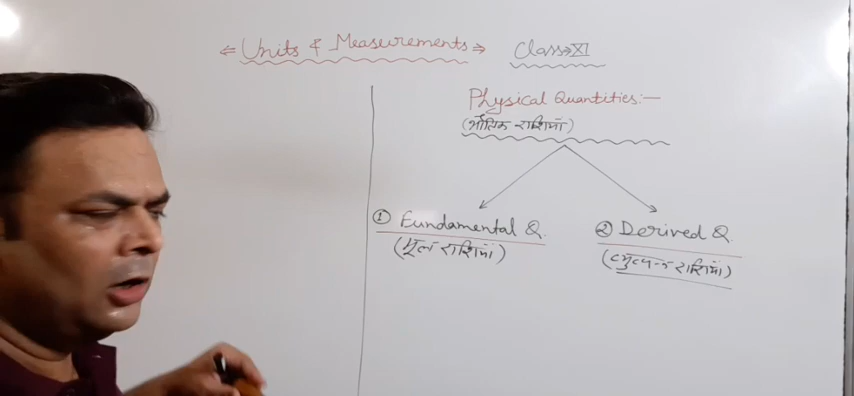 ⇐ Units & Measurements ⇒ Class→XI
Physical Quantities:—
(भौतिक राशियाँ)
① Fundamental Q.
(मूल राशियाँ)
② Derived Q.
(व्युत्पन्न राशियाँ)